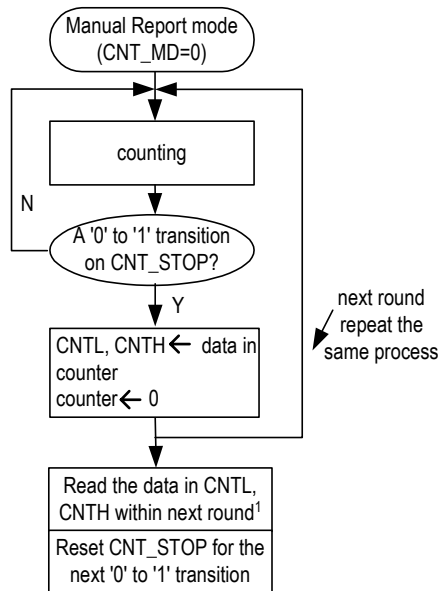 Manual Report mode
(CNT_MD=0)
counting
N
A '0' to '1' transition
on CNT_STOP?
Y
next round
repeat the
same process
CNTL, CNTH ← data in
counter
counter ← 0
Read the data in CNTL,
CNTH within next round¹
Reset CNT_STOP for the
next '0' to '1' transition